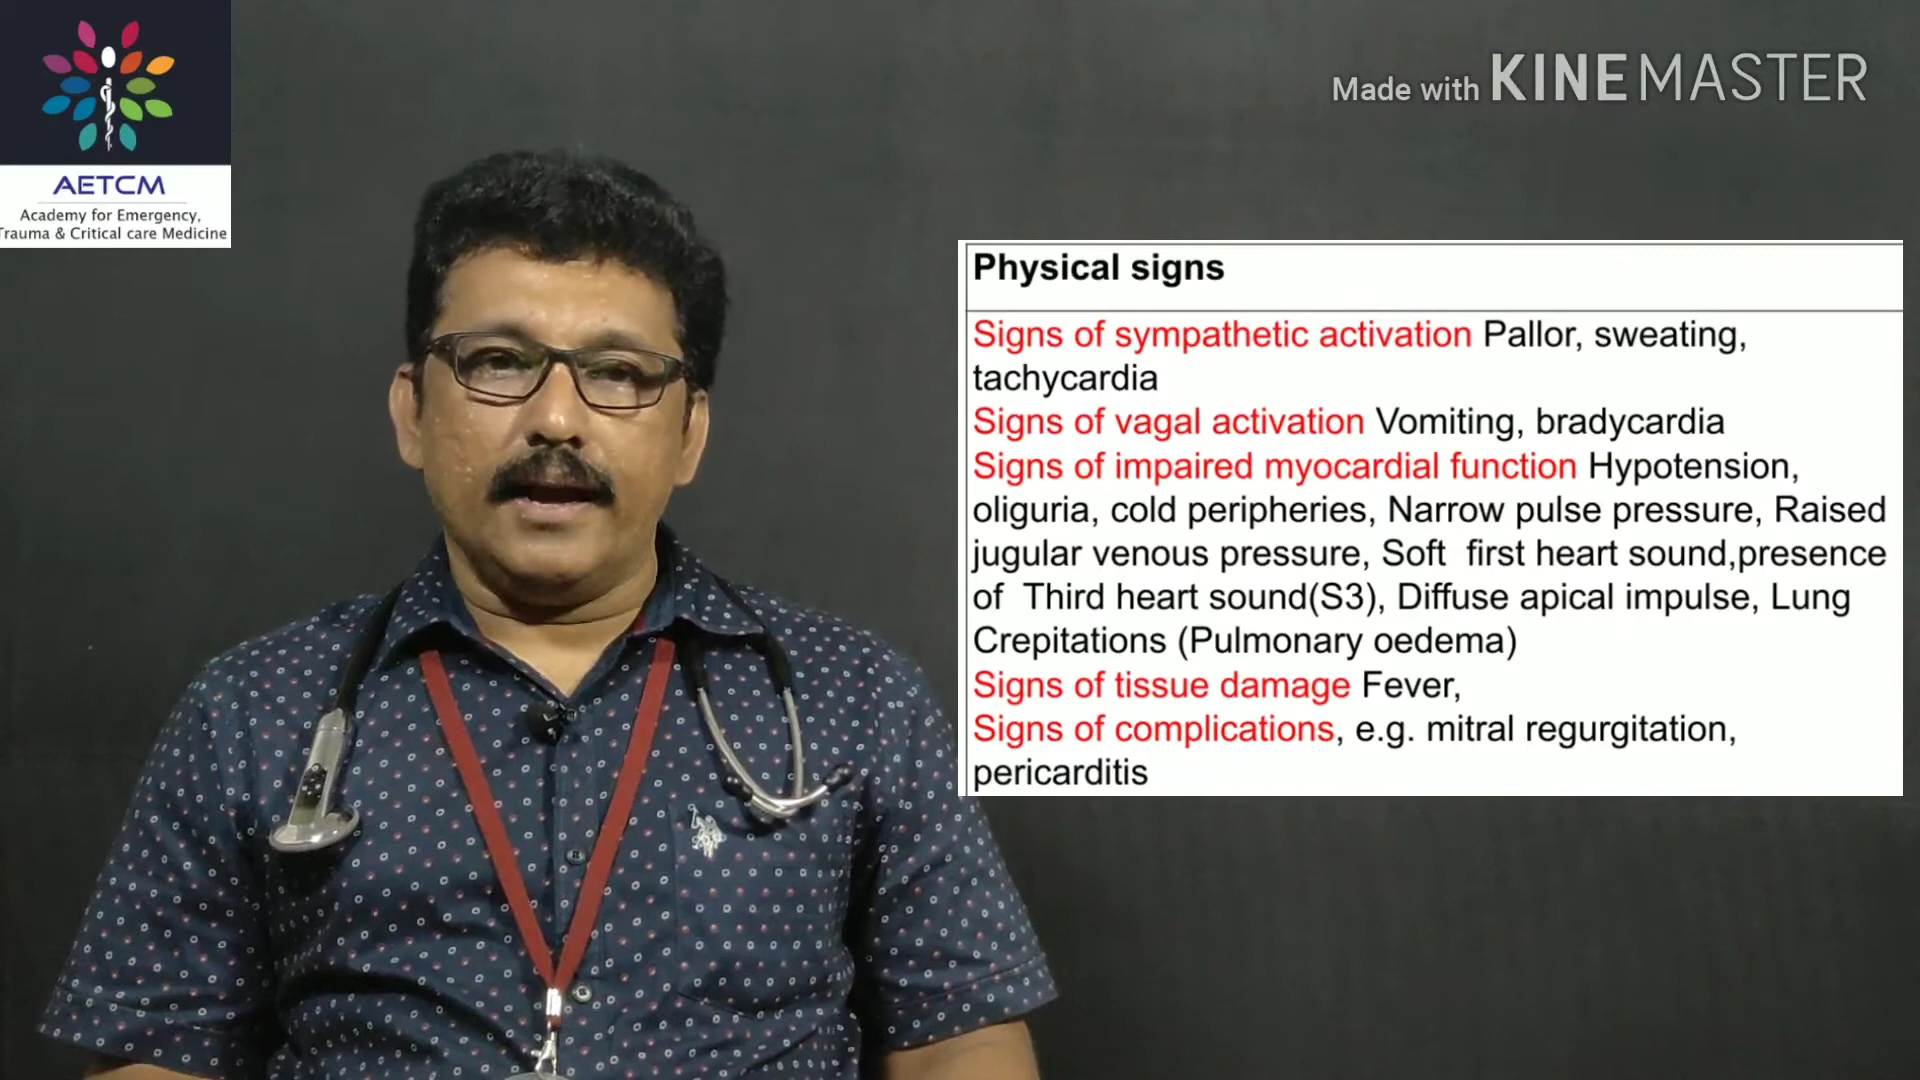 AETCM
Academy for Emergency,
Trauma & Critical care Medicine
Made with KINEMASTER
Physical signs
Signs of sympathetic activation Pallor, sweating,
tachycardia
Signs of vagal activation Vomiting, bradycardia
Signs of impaired myocardial function Hypotension,
oliguria, cold peripheries, Narrow pulse pressure, Raised
jugular venous pressure, Soft first heart sound,presence
of Third heart sound(S3), Diffuse apical impulse, Lung
Crepitations (Pulmonary oedema)
Signs of tissue damage Fever,
Signs of complications, e.g. mitral regurgitation,
pericarditis